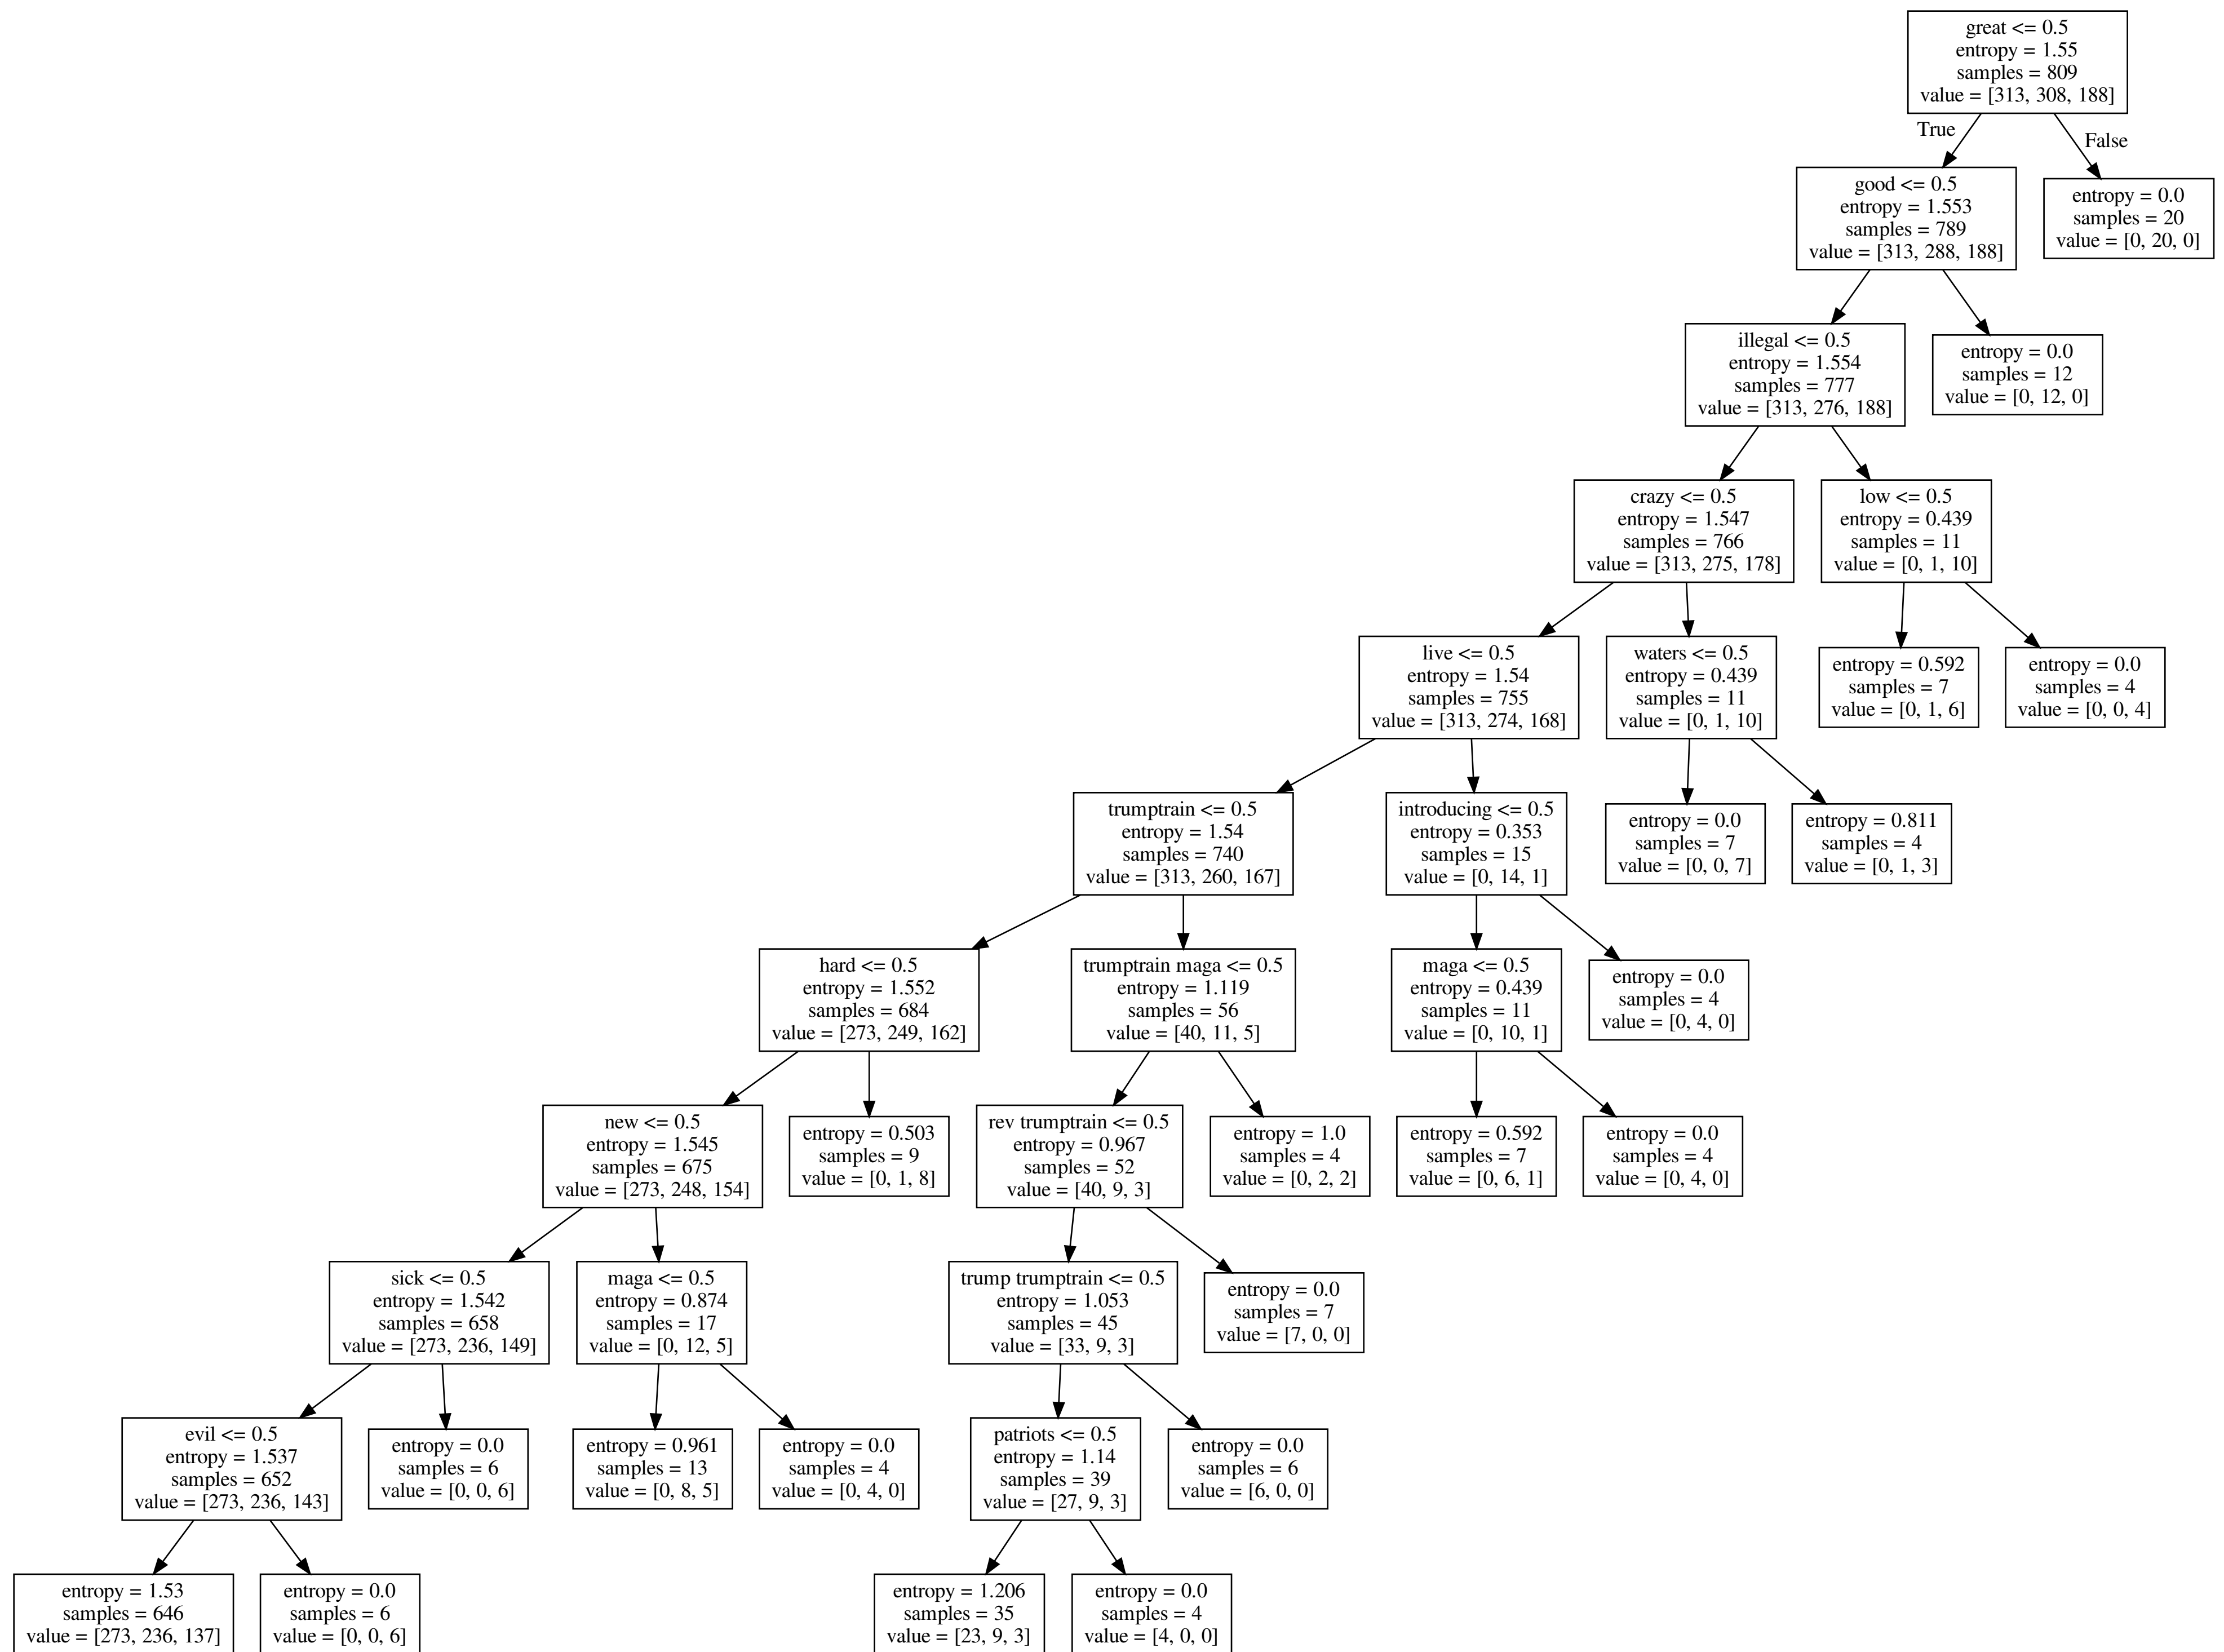 great <= 0.5
entropy = 1.55
samples = 809
value = [313, 308, 188]
True
False
good <= 0.5
entropy = 1.553
samples = 789
value = [313, 288, 188]
entropy = 0.0
samples = 20
value = [0, 20, 0]
illegal <= 0.5
entropy = 1.554
samples = 777
value = [313, 276, 188]
entropy = 0.0
samples = 12
value = [0, 12, 0]
crazy <= 0.5
entropy = 1.547
samples = 766
value = [313, 275, 178]
low <= 0.5
entropy = 0.439
samples = 11
value = [0, 1, 10]
live <= 0.5
entropy = 1.54
samples = 755
value = [313, 274, 168]
waters <= 0.5
entropy = 0.439
samples = 11
value = [0, 1, 10]
entropy = 0.592
samples = 7
value = [0, 1, 6]
entropy = 0.0
samples = 4
value = [0, 0, 4]
trumptrain <= 0.5
entropy = 1.54
samples = 740
value = [313, 260, 167]
introducing <= 0.5
entropy = 0.353
samples = 15
value = [0, 14, 1]
entropy = 0.0
samples = 7
value = [0, 0, 7]
entropy = 0.811
samples = 4
value = [0, 1, 3]
hard <= 0.5
entropy = 1.552
samples = 684
value = [273, 249, 162]
trumptrain maga <= 0.5
entropy = 1.119
samples = 56
value = [40, 11, 5]
maga <= 0.5
entropy = 0.439
samples = 11
value = [0, 10, 1]
entropy = 0.0
samples = 4
value = [0, 4, 0]
new <= 0.5
entropy = 1.545
samples = 675
value = [273, 248, 154]
entropy = 0.503
samples = 9
value = [0, 1, 8]
rev trumptrain <= 0.5
entropy = 0.967
samples = 52
value = [40, 9, 3]
entropy = 1.0
samples = 4
value = [0, 2, 2]
entropy = 0.592
samples = 7
value = [0, 6, 1]
entropy = 0.0
samples = 4
value = [0, 4, 0]
sick <= 0.5
entropy = 1.542
samples = 658
value = [273, 236, 149]
maga <= 0.5
entropy = 0.874
samples = 17
value = [0, 12, 5]
trump trumptrain <= 0.5
entropy = 1.053
samples = 45
value = [33, 9, 3]
entropy = 0.0
samples = 7
value = [7, 0, 0]
evil <= 0.5
entropy = 1.537
samples = 652
value = [273, 236, 143]
entropy = 0.0
samples = 6
value = [0, 0, 6]
entropy = 0.961
samples = 13
value = [0, 8, 5]
entropy = 0.0
samples = 4
value = [0, 4, 0]
patriots <= 0.5
entropy = 1.14
samples = 39
value = [27, 9, 3]
entropy = 0.0
samples = 6
value = [6, 0, 0]
entropy = 1.53
samples = 646
value = [273, 236, 137]
entropy = 0.0
samples = 6
value = [0, 0, 6]
entropy = 1.206
samples = 35
value = [23, 9, 3]
entropy = 0.0
samples = 4
value = [4, 0, 0]